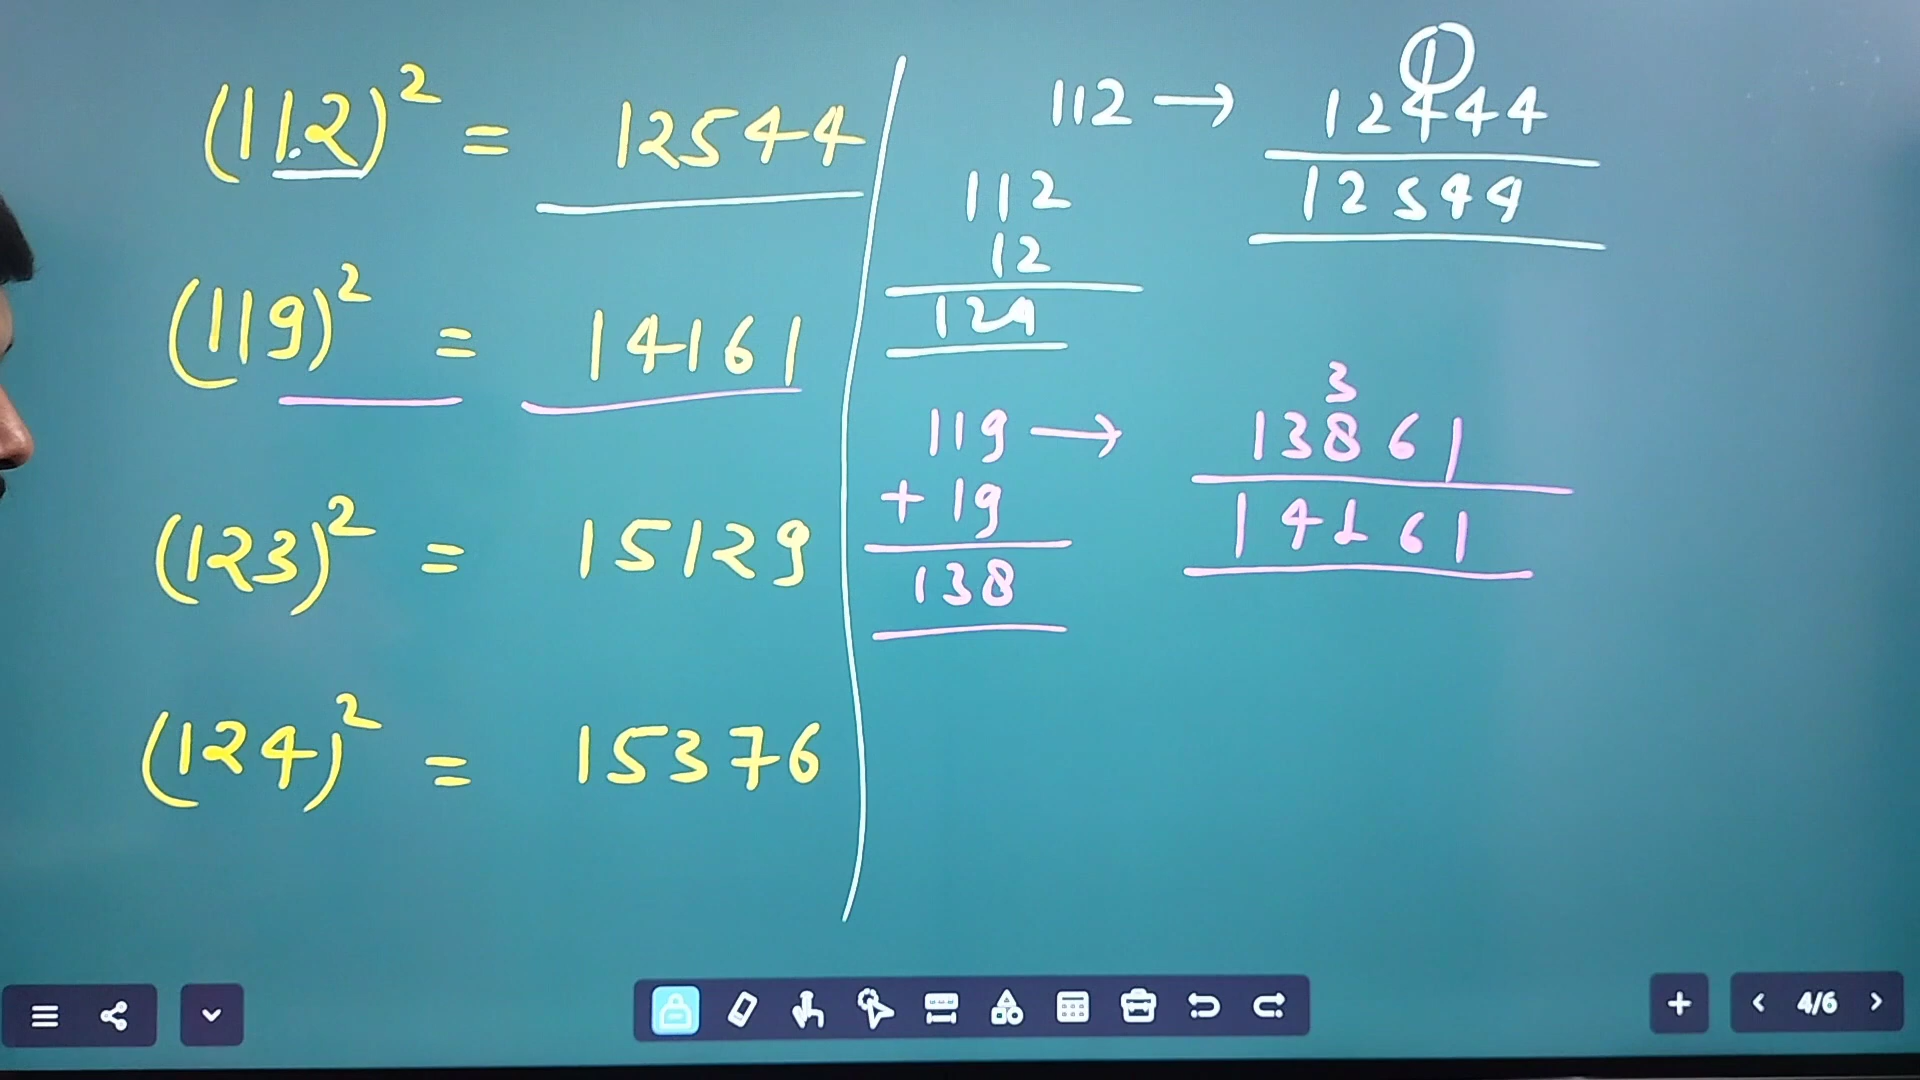 (112)² = 12544
(119)² = 14161
(123)² = 15129
(124)² = 15376
112 → 12444
1
12544
112
12
124
119 → 13861
3
+ 19
138
14161
4/6